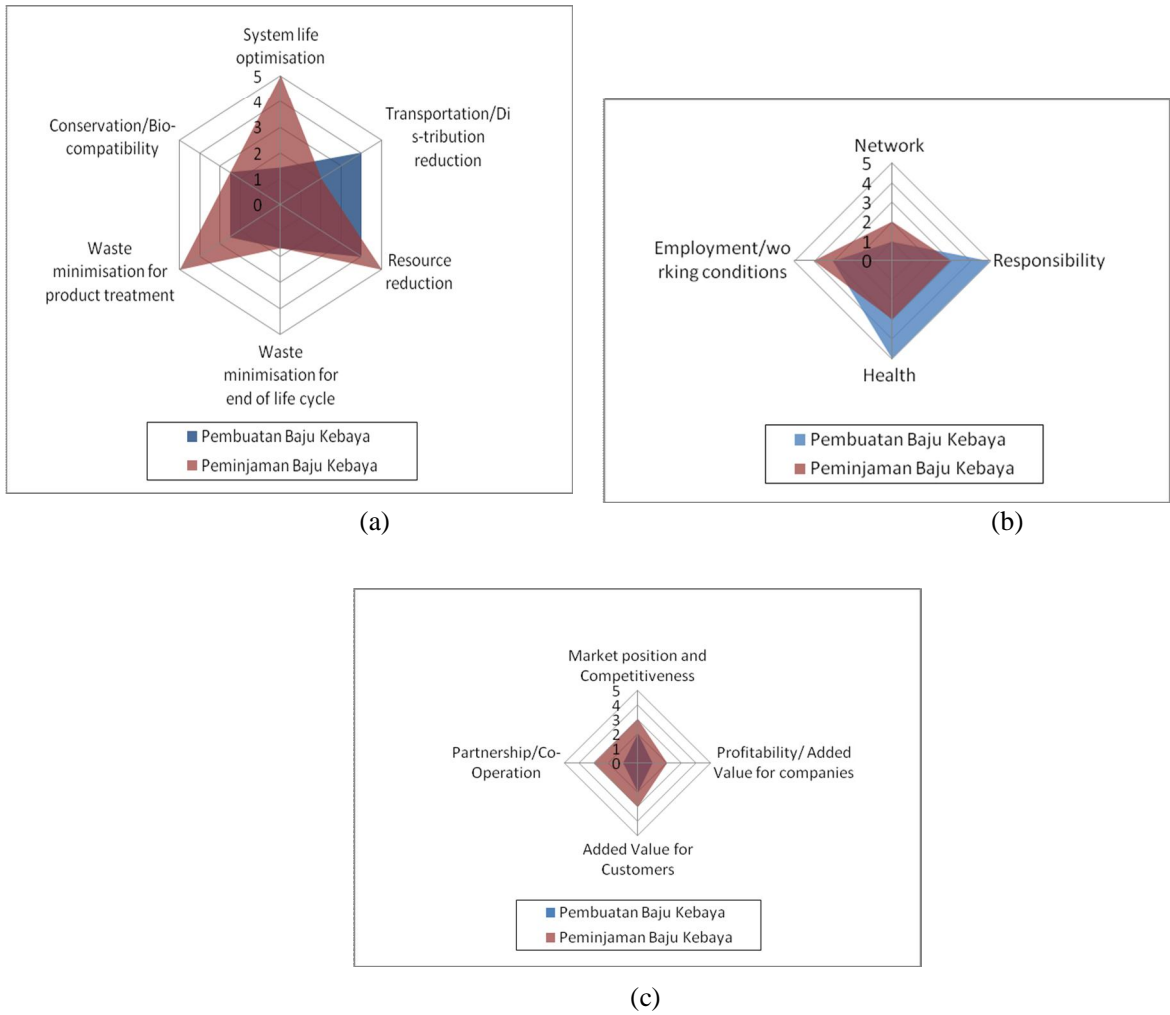 System life
optimisation
5
4
3
2
1
0
Transportation/Di
s-tribution
reduction
Conservation/Bio-
compatibility
Waste
minimisation for
product treatment
Resource
reduction
Waste
minimisation for
end of life cycle
Pembuatan Baju Kebaya
Peminjaman Baju Kebaya
(a)
Network
5
4
3
2
1
0
Employment/wo
rking conditions
Responsibility
Health
Pembuatan Baju Kebaya
Peminjaman Baju Kebaya
(b)
Market position and
Competitiveness
5
4
3
2
1
0
Partnership/Co-
Operation
Profitability/ Added
Value for companies
Added Value for
Customers
Pembuatan Baju Kebaya
Peminjaman Baju Kebaya
(c)